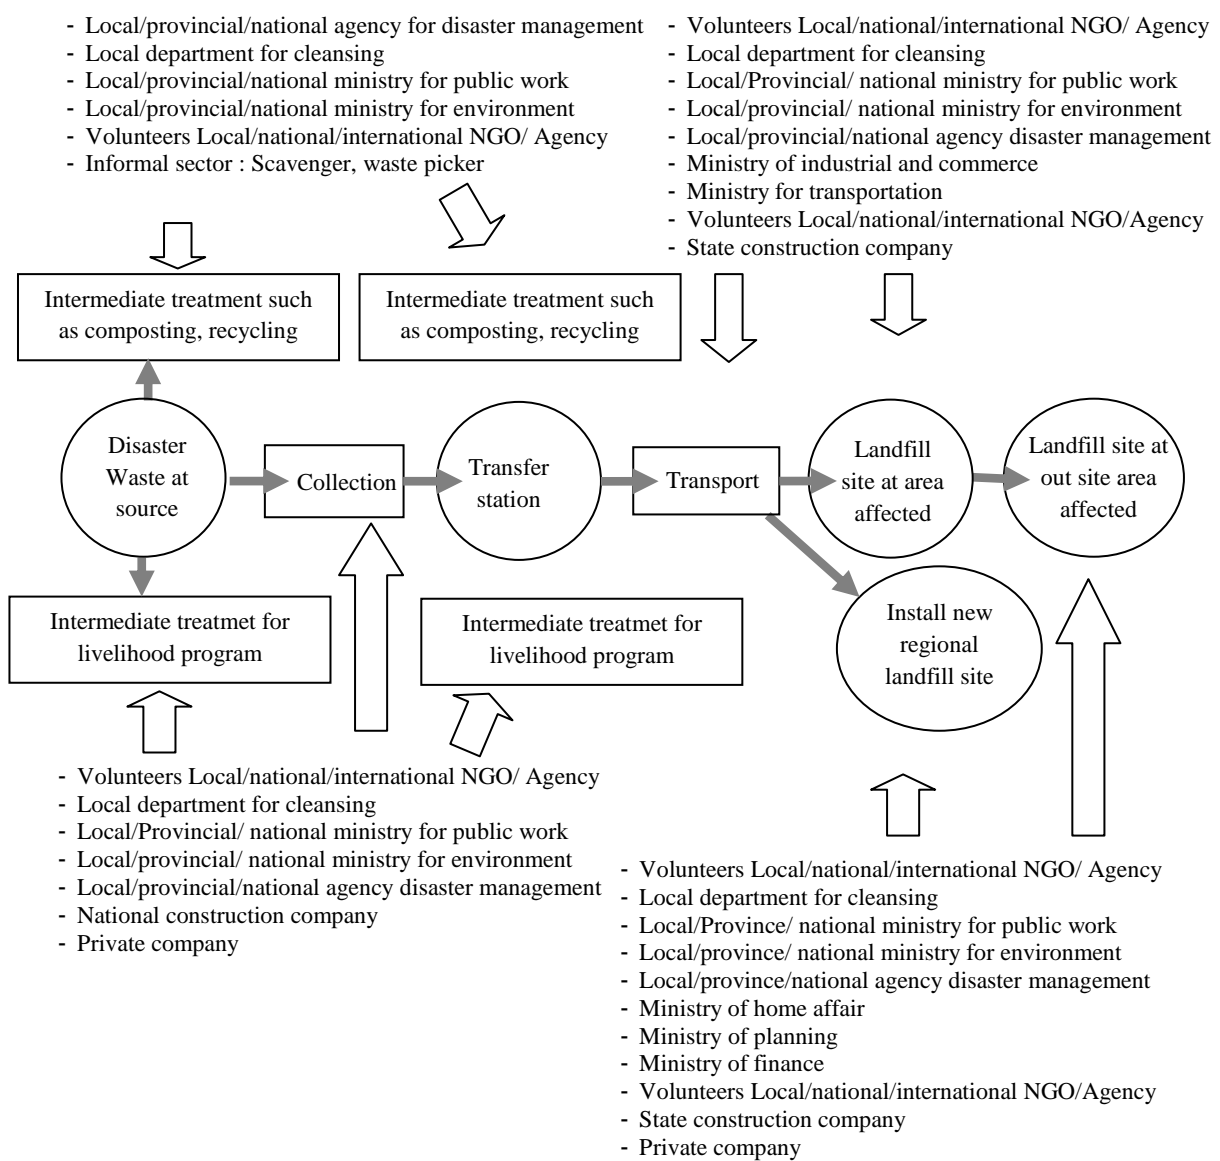 - Local/provincial/national agency for disaster management
- Local department for cleansing
- Local/provincial/national ministry for public work
- Local/provincial/national ministry for environment
- Volunteers Local/national/international NGO/ Agency
- Informal sector : Scavenger, waste picker
- Volunteers Local/national/international NGO/ Agency
- Local department for cleansing
- Local/Provincial/ national ministry for public work
- Local/provincial/ national ministry for environment
- Local/provincial/national agency disaster management
- Ministry of industrial and commerce
- Ministry for transportation
- Volunteers Local/national/international NGO/Agency
- State construction company
Intermediate treatment such
as composting, recycling
Intermediate treatment such
as composting, recycling
Disaster
Waste at
source
Collection
Transfer
station
Transport
Landfill
site at area
affected
Landfill site at
out site area
affected
Intermediate treatmet for
livelihood program
Intermediate treatmet for
livelihood program
Install new
regional
landfill site
- Volunteers Local/national/international NGO/ Agency
- Local department for cleansing
- Local/Provincial/ national ministry for public work
- Local/provincial/ national ministry for environment
- Local/provincial/national agency disaster management
- National construction company
- Private company
- Volunteers Local/national/international NGO/ Agency
- Local department for cleansing
- Local/Province/ national ministry for public work
- Local/province/ national ministry for environment
- Local/province/national agency disaster management
- Ministry of home affair
- Ministry of planning
- Ministry of finance
- Volunteers Local/national/international NGO/Agency
- State construction company
- Private company